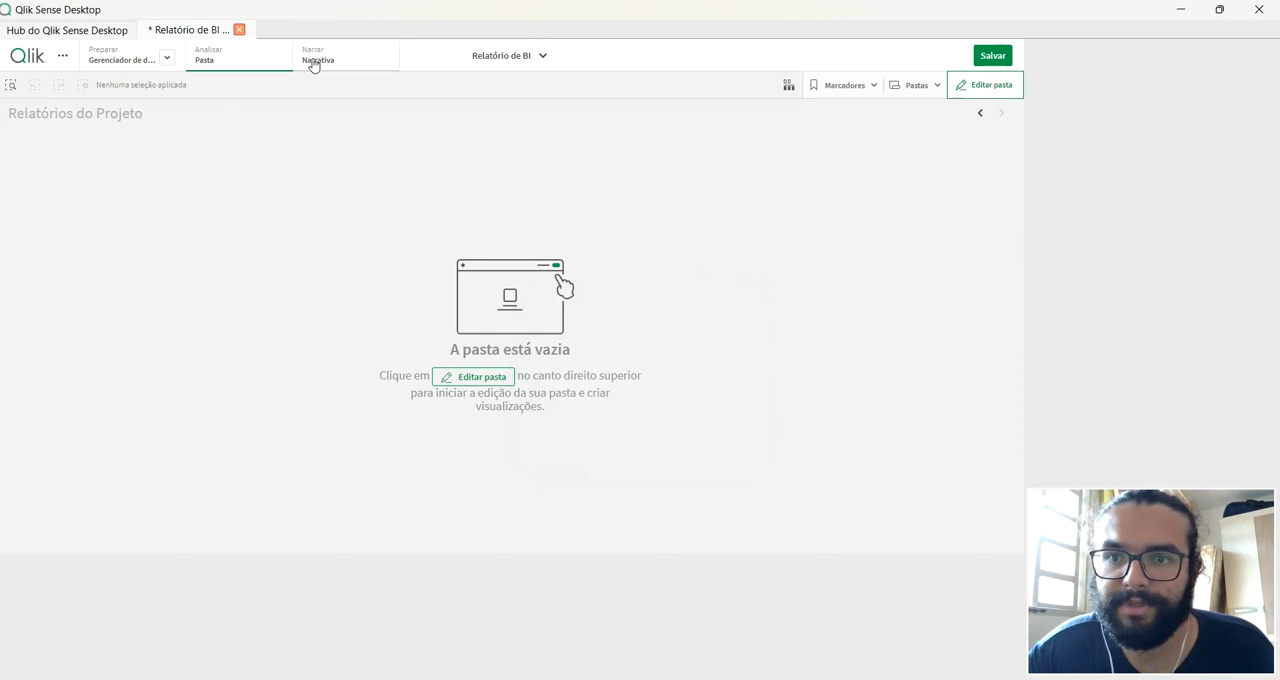 Qlik Sense Desktop
Hub do Qlik Sense Desktop
* Relatório de BI ...
Qlik
Preparar
Gerenciador de d...
Analisar
Pasta
Narrar
Narrativa
Relatório de BI
Salvar
Nenhuma seleção aplicada
Marcadores
Pastas
Editar pasta
Relatórios do Projeto
A pasta está vazia
Clique em Editar pasta no canto direito superior
para iniciar a edição da sua pasta e criar
visualizações.